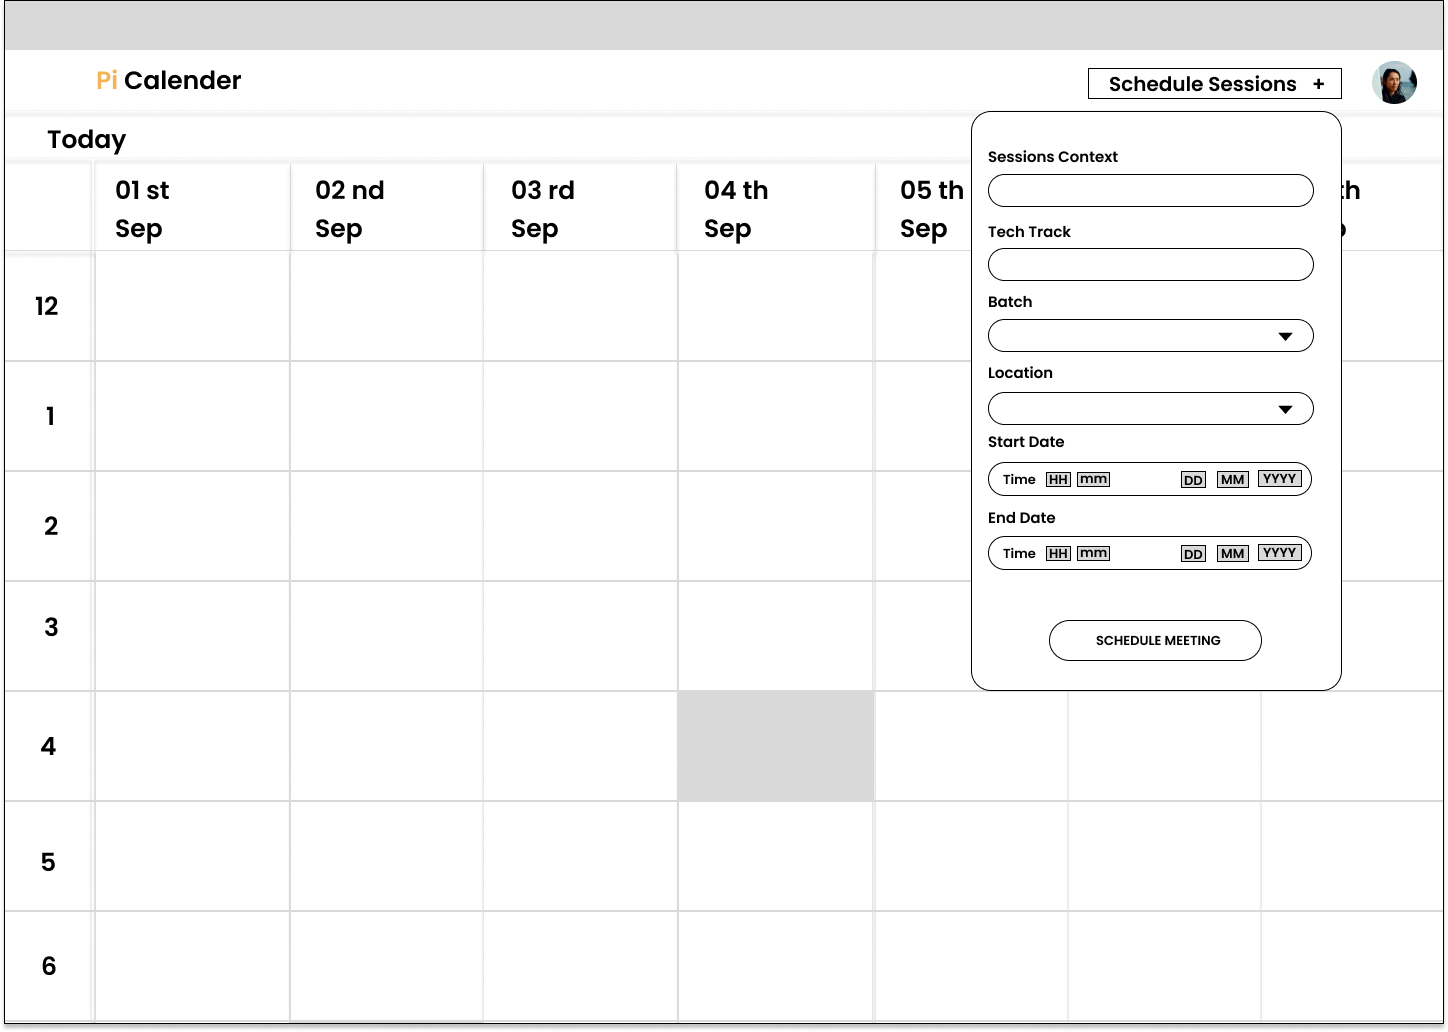 Pi Calender
Schedule Sessions +
Today
01 st
Sep
02 nd
Sep
03 rd
Sep
04 th
Sep
05 th
Sep
th
12
1
2
3
4
5
6
Sessions Context
Tech Track
Batch
Location
Start Date
Time HH mm DD MM YYYY
End Date
Time HH mm DD MM YYYY
SCHEDULE MEETING